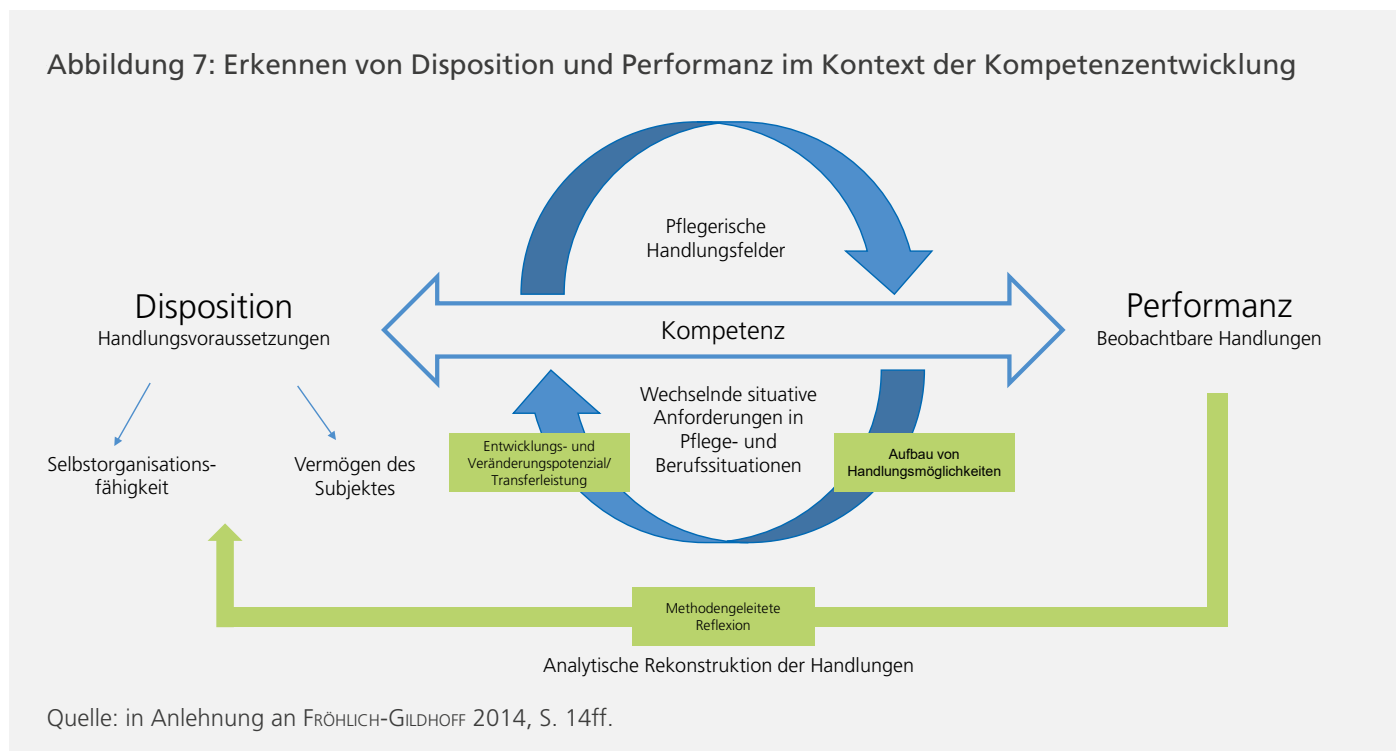 Abbildung 7: Erkennen von Disposition und Performanz im Kontext der Kompetenzentwicklung
Pflegerische
Handlungsfelder
Disposition
Handlungsvoraussetzungen
Kompetenz
Performanz
Beobachtbare Handlungen
Selbstorganisations-
fähigkeit
Vermögen des
Subjektes
Entwicklungs- und
Veränderungspotenzial/
Transferleistung
Wechselnde situative
Anforderungen in
Pflege- und
Berufssituationen
Aufbau von
Handlungsmöglichkeiten
Methodengeleitete
Reflexion
Analytische Rekonstruktion der Handlungen
Quelle: in Anlehnung an FRÖHLICH-GILDHOFF 2014, S. 14ff.